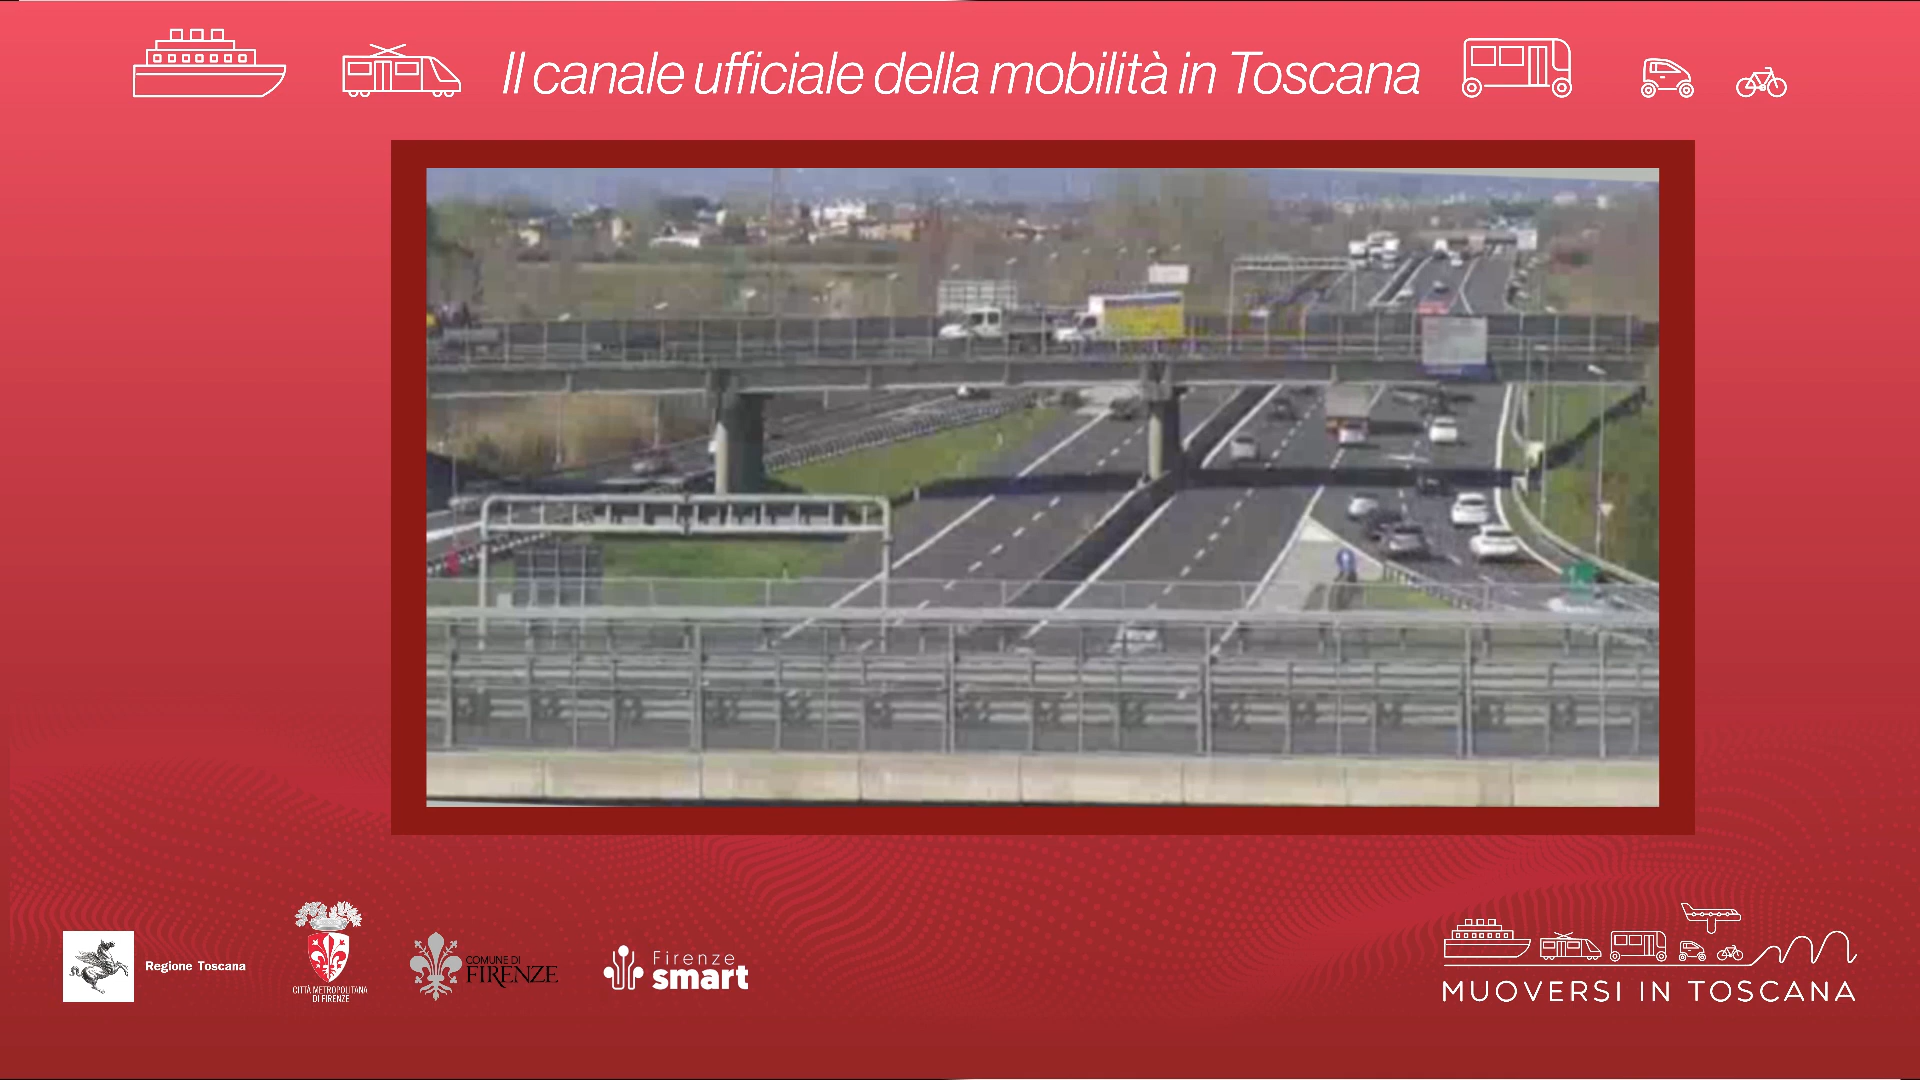 Il canale ufficiale della mobilità in Toscana
Regione Toscana
CITTÀ METROPOLITANA
DI FIRENZE
COMUNE DI
FIRENZE
Firenze
smart
MUOVERSI IN TOSCANA